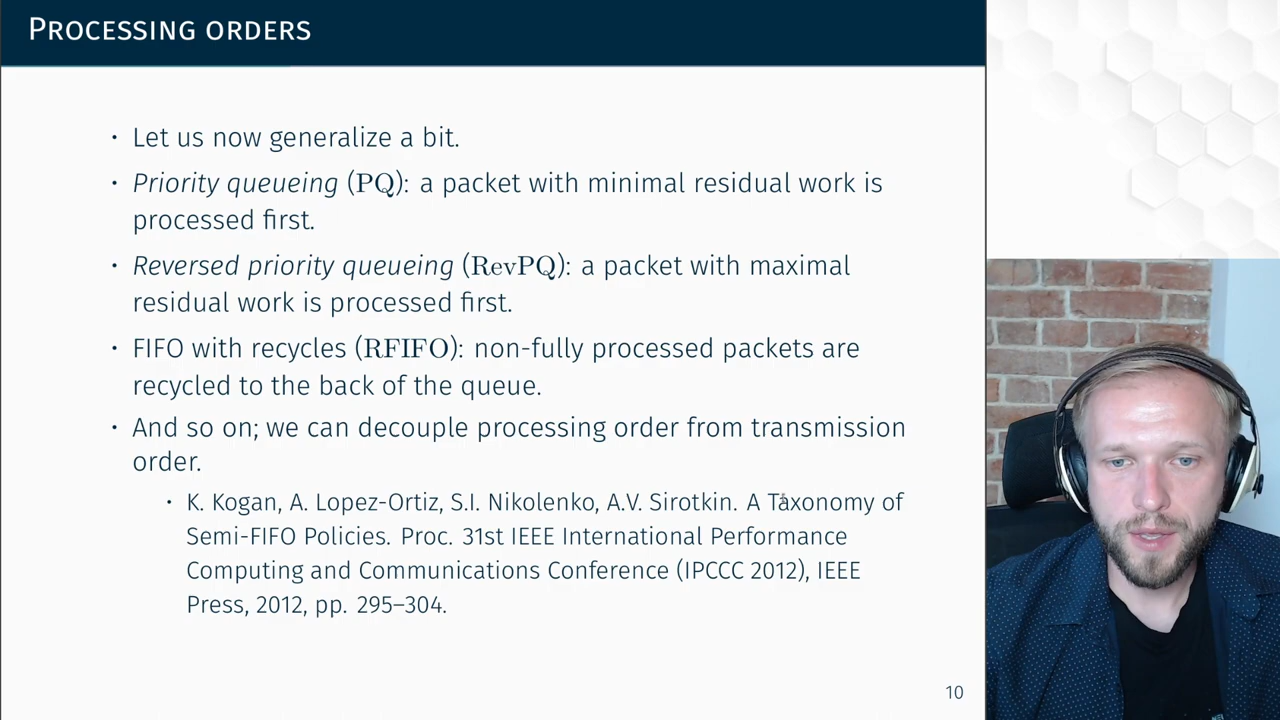 Processing orders
• Let us now generalize a bit.
• Priority queueing (PQ): a packet with minimal residual work is
processed first.
• Reversed priority queueing (RevPQ): a packet with maximal
residual work is processed first.
• FIFO with recycles (RFIFO): non-fully processed packets are
recycled to the back of the queue.
• And so on; we can decouple processing order from transmission
order.
• K. Kogan, A. Lopez-Ortiz, S.I. Nikolenko, A.V. Sirotkin. A Taxonomy of
Semi-FIFO Policies. Proc. 31st IEEE International Performance
Computing and Communications Conference (IPCCC 2012), IEEE
Press, 2012, pp. 295–304.
10